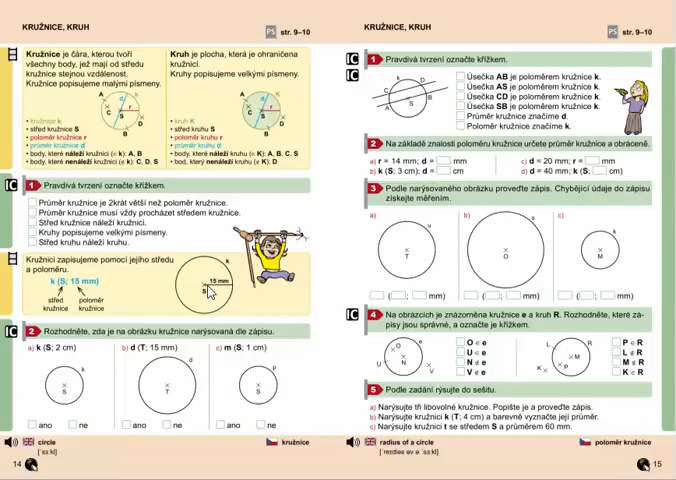 KRUŽNICE, KRUH
PS str. 9–10
Kružnice je čára, kterou tvoří
všechny body, jež mají od středu
kružnice stejnou vzdálenost.
Kružnice popisujeme malými písmeny.
A k d r C S B D
• kružnice k
• střed kružnice S
• poloměr kružnice r
• průměr kružnice d
• body, které náleží kružnici (∈ k): A, B
• body, které nenáleží kružnici (∉ k): C, D, S
Kruh je plocha, která je ohraničena
kružnicí.
Kruhy popisujeme velkými písmeny.
A K d r C S B D
• kruh K
• střed kruhu S
• poloměr kruhu r
• průměr kruhu d
• body, které náleží kruhu (∈ K): A, B, C, S
• bod, který nenáleží kruhu (∉ K): D
1 Pravdivá tvrzení označte křížkem.
Průměr kružnice je 2krát větší než poloměr kružnice.
Průměr kružnice musí vždy procházet středem kružnice.
Střed kružnice náleží kružnici.
Kruhy popisujeme velkými písmeny.
Střed kruhu náleží kruhu.
Kružnici zapisujeme pomocí jejího středu
a poloměru.
k (S; 15 mm)
střed poloměr
kružnice kružnice
k
15 mm
S
2 Rozhodněte, zda je na obrázku kružnice narýsovaná dle zápisu.
a) k (S; 2 cm) b) d (T; 15 mm) c) m (S; 1 cm)
k d p
S T S
ano ne ano ne ano ne
circle
kružnice
[ˈsɜːkl]
14
KRUŽNICE, KRUH
PS str. 9–10
1 Pravdivá tvrzení označte křížkem.
k D C B S A
Úsečka AB je poloměrem kružnice k.
Úsečka AS je poloměrem kružnice k.
Úsečka CD je poloměrem kružnice k.
Úsečka SB je poloměrem kružnice k.
Průměr kružnice značíme d.
Poloměr kružnice značíme k.
2 Na základě znalosti poloměru kružnice určete průměr kružnice a obráceně.
a) r = 14 mm; d = mm c) d = 20 mm; r = mm
b) k (S; 3 cm); d = cm d) d = 40 mm; k (S; cm)
3 Podle narýsovaného obrázku proveďte zápis. Chybějící údaje do zápisu
získejte měřením.
a) b) c)
u s k
T O M
( ; mm) ( ; mm) ( ; mm)
4 Na obrázcích je znázorněna kružnice e a kruh R. Rozhodněte, které zá-
pisy jsou správné, a označte je křížkem.
O e N U V
O ∈ e
U ∈ e
N ∉ e
V ∉ e
L R M P K
P ∈ R
L ∉ R
M ∉ R
K ∈ R
5 Podle zadání rýsujte do sešitu.
a) Narýsujte tři libovolné kružnice. Popište je a proveďte zápis.
b) Narýsujte kružnici k (T; 4 cm) a barevně vyznačte její průměr.
c) Narýsujte kružnici t se středem S a průměrem 60 mm.
radius of a circle
poloměr kružnice
15